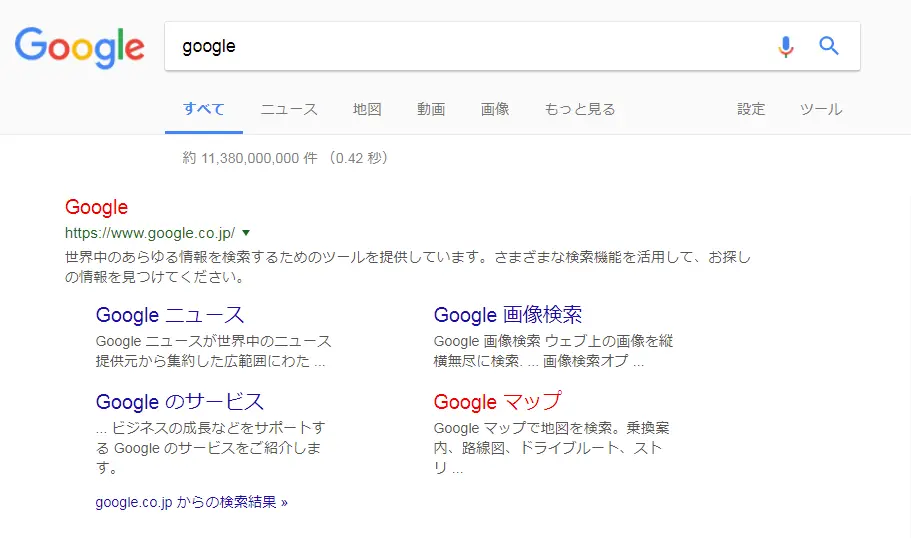 Google
google
すべて ニュース 地図 動画 画像 もっと見る 設定 ツール
約 11,380,000,000 件 （0.42 秒）
Google
https://www.google.co.jp/
世界中のあらゆる情報を検索するためのツールを提供しています。さまざまな検索機能を活用して、お探し
の情報を見つけてください。
Google ニュース
Google ニュースが世界中のニュース
提供元から集約した広範囲にわた ...
Google 画像検索
Google 画像検索 ウェブ上の画像を縦
横無尽に検索. ... 画像検索オプ ...
Google のサービス
... ビジネスの成長などをサポートす
る Google のサービスをご紹介しま
す。
Google マップ
Google マップで地図を検索。乗換案
内、路線図、ドライブルート、スト
リ ...
google.co.jp からの検索結果 »